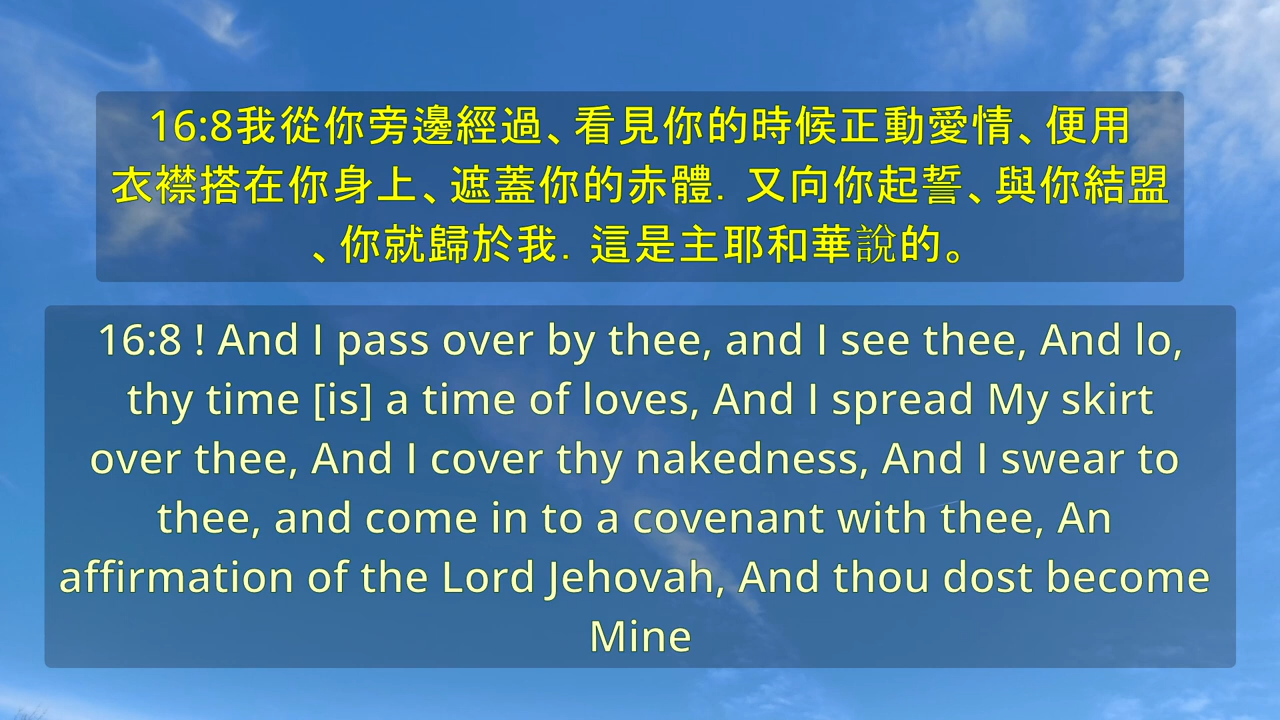 16:8我從你旁邊經過、看見你的時候正動愛情、便用
衣襟搭在你身上、遮蓋你的赤體．又向你起誓、與你結盟
、你就歸於我．這是主耶和華說的。
16:8 ! And I pass over by thee, and I see thee, And lo,
thy time [is] a time of loves, And I spread My skirt
over thee, And I cover thy nakedness, And I swear to
thee, and come in to a covenant with thee, An
affirmation of the Lord Jehovah, And thou dost become
Mine